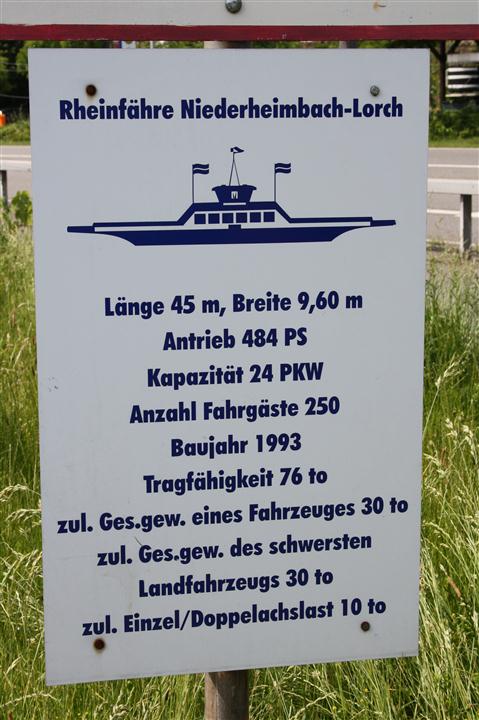 Rheinfähre Niederheimbach-Lorch
Länge 45 m, Breite 9,60 m
Antrieb 484 PS
Kapazität 24 PKW
Anzahl Fahrgäste 250
Baujahr 1993
Tragfähigkeit 76 to
zul. Ges.gew. eines Fahrzeuges 30 to
zul. Ges.gew. des schwersten
Landfahrzeugs 30 to
zul. Einzel/Doppelachslast 10 to